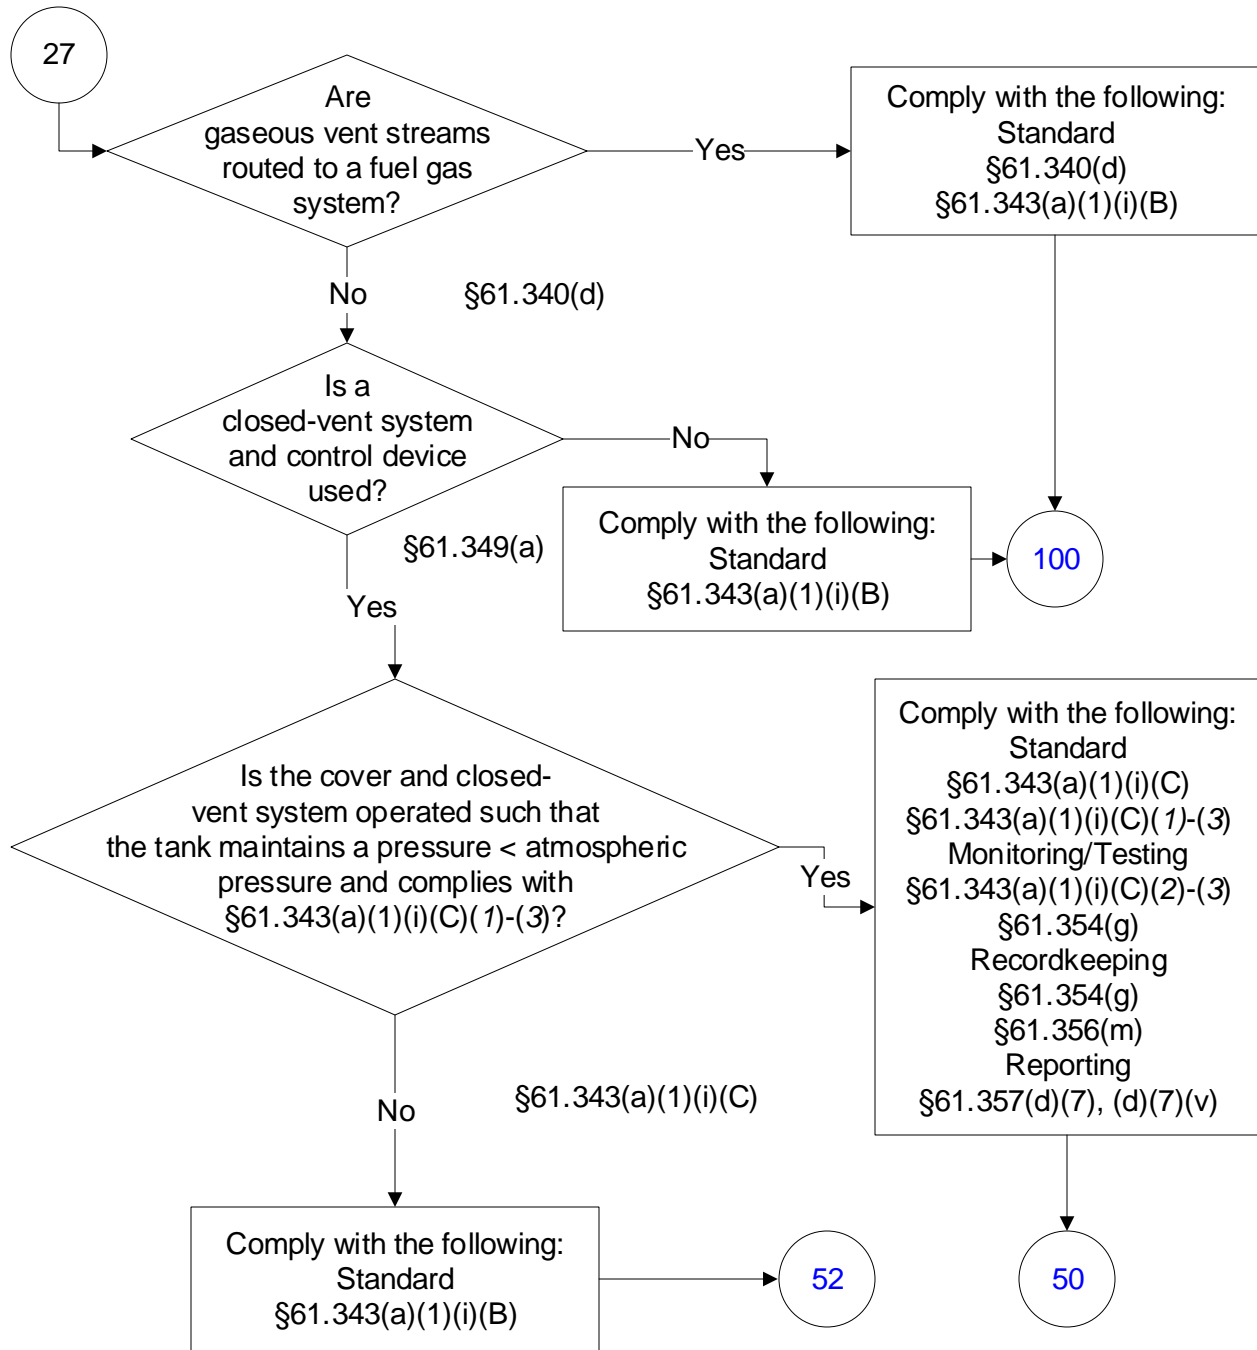 27
Are
gaseous vent streams
routed to a fuel gas
system?
Yes
Comply with the following:
Standard
§61.340(d)
§61.343(a)(1)(i)(B)
No
§61.340(d)
Is a
closed-vent system
and control device
used?
No
Comply with the following:
Standard
§61.343(a)(1)(i)(B)
100
§61.349(a)
Yes
Is the cover and closed-
vent system operated such that
the tank maintains a pressure < atmospheric
pressure and complies with
§61.343(a)(1)(i)(C)(1)-(3)?
Yes
Comply with the following:
Standard
§61.343(a)(1)(i)(C)
§61.343(a)(1)(i)(C)(1)-(3)
Monitoring/Testing
§61.343(a)(1)(i)(C)(2)-(3)
§61.354(g)
Recordkeeping
§61.354(g)
§61.356(m)
Reporting
§61.357(d)(7), (d)(7)(v)
No
§61.343(a)(1)(i)(C)
Comply with the following:
Standard
§61.343(a)(1)(i)(B)
52
50